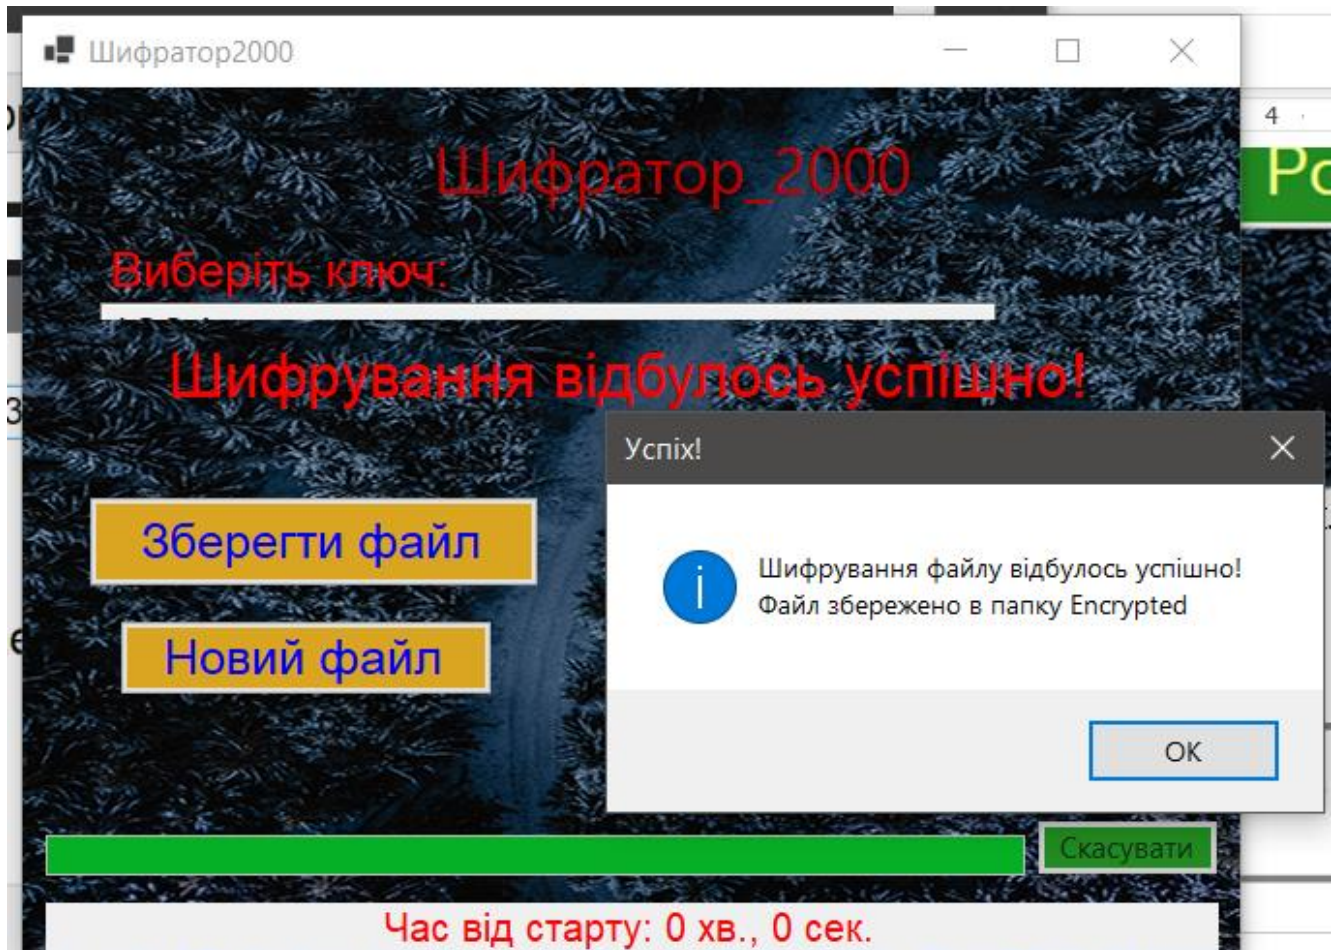 Шифратор2000
Шифратор_2000
4
Виберіть ключ:
Шифрування відбулось успішно!
Успіх!
Зберегти файл
Шифрування файлу відбулось успішно!
Файл збережено в папку Encrypted
Новий файл
OK
Скасувати
Час від старту: 0 хв., 0 сек.